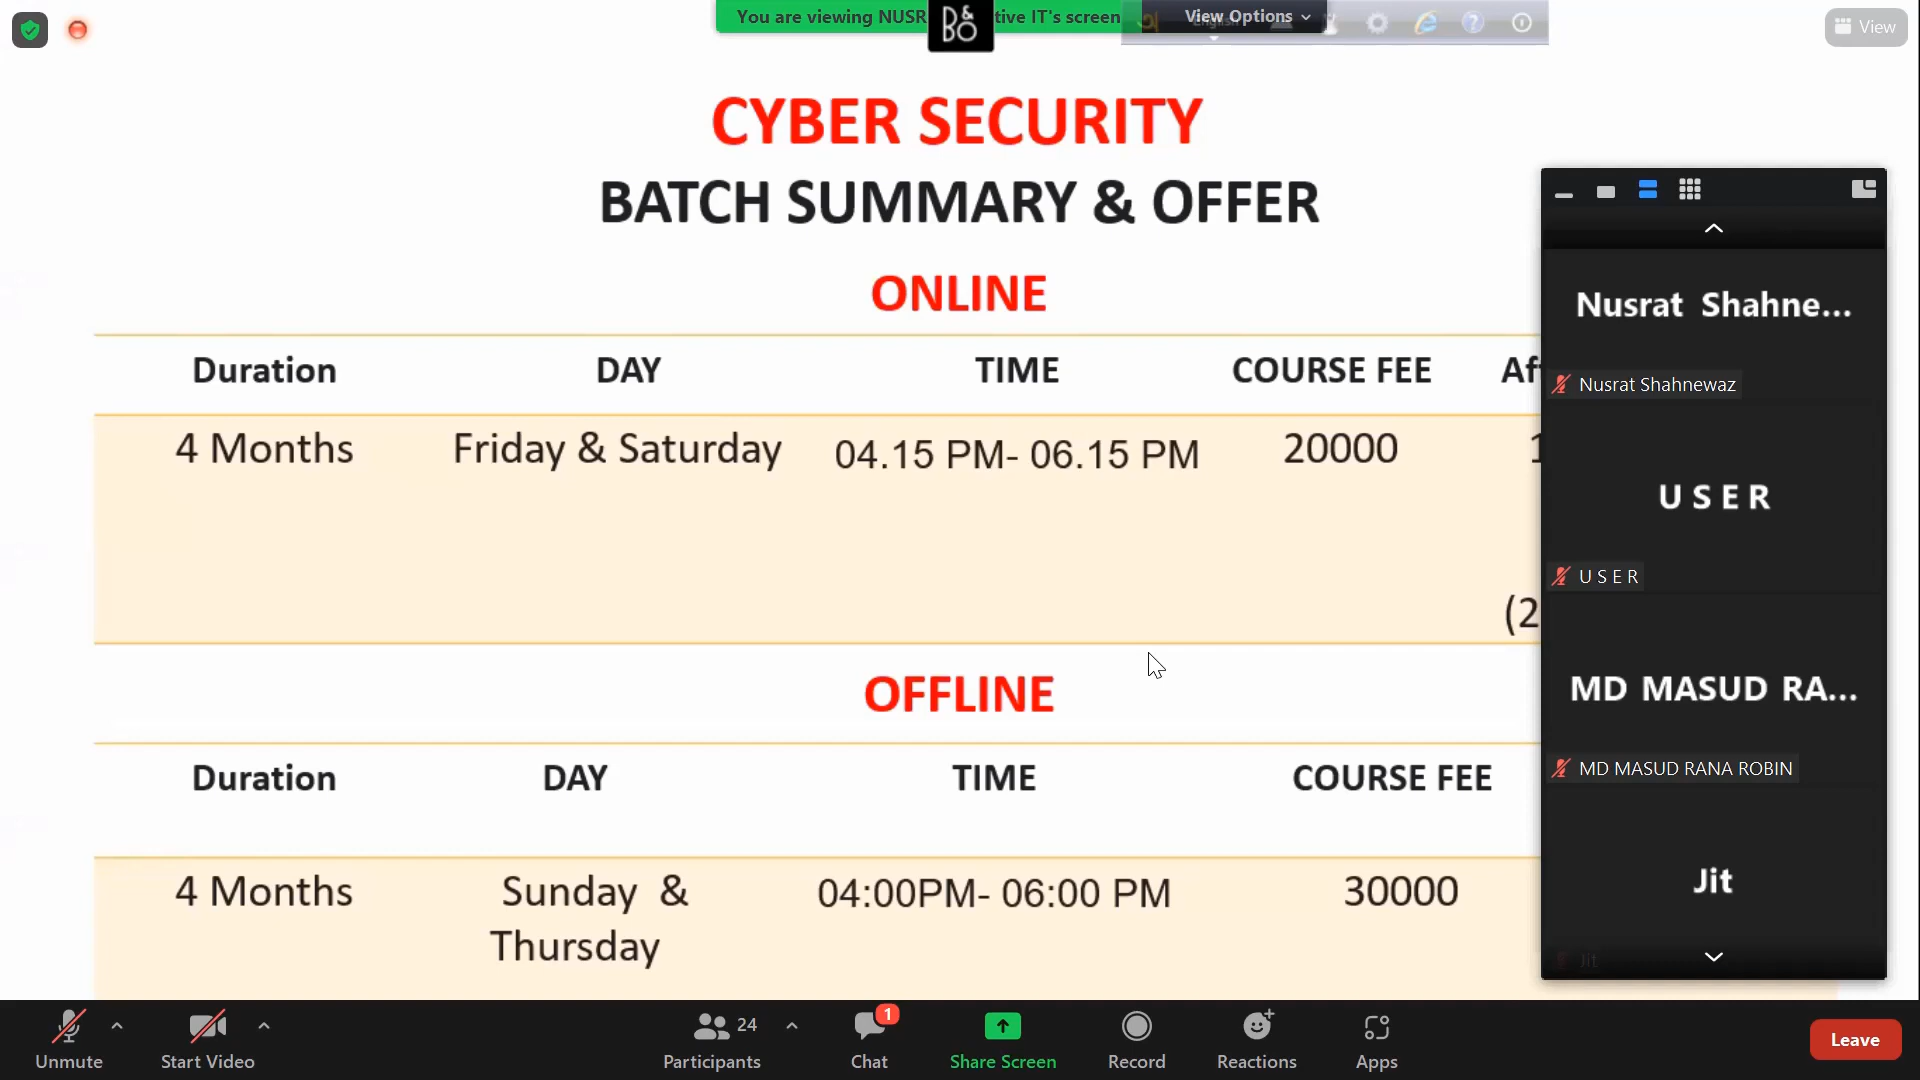 You are viewing NUSR
tive IT's screen
View Options
View
B&O
CYBER SECURITY
BATCH SUMMARY & OFFER
ONLINE
Duration DAY TIME COURSE FEE
4 Months Friday & Saturday 04.15 PM- 06.15 PM 20000
(2
OFFLINE
Duration DAY TIME COURSE FEE
4 Months Sunday & 04:00PM- 06:00 PM 30000
Thursday
Nusrat Shahne...
Nusrat Shahnewaz
U S E R
U S E R
MD MASUD RA...
MD MASUD RANA ROBIN
Jit
Jit
Unmute
Start Video
24
Participants
1
Chat
Share Screen
Record
Reactions
Apps
Leave